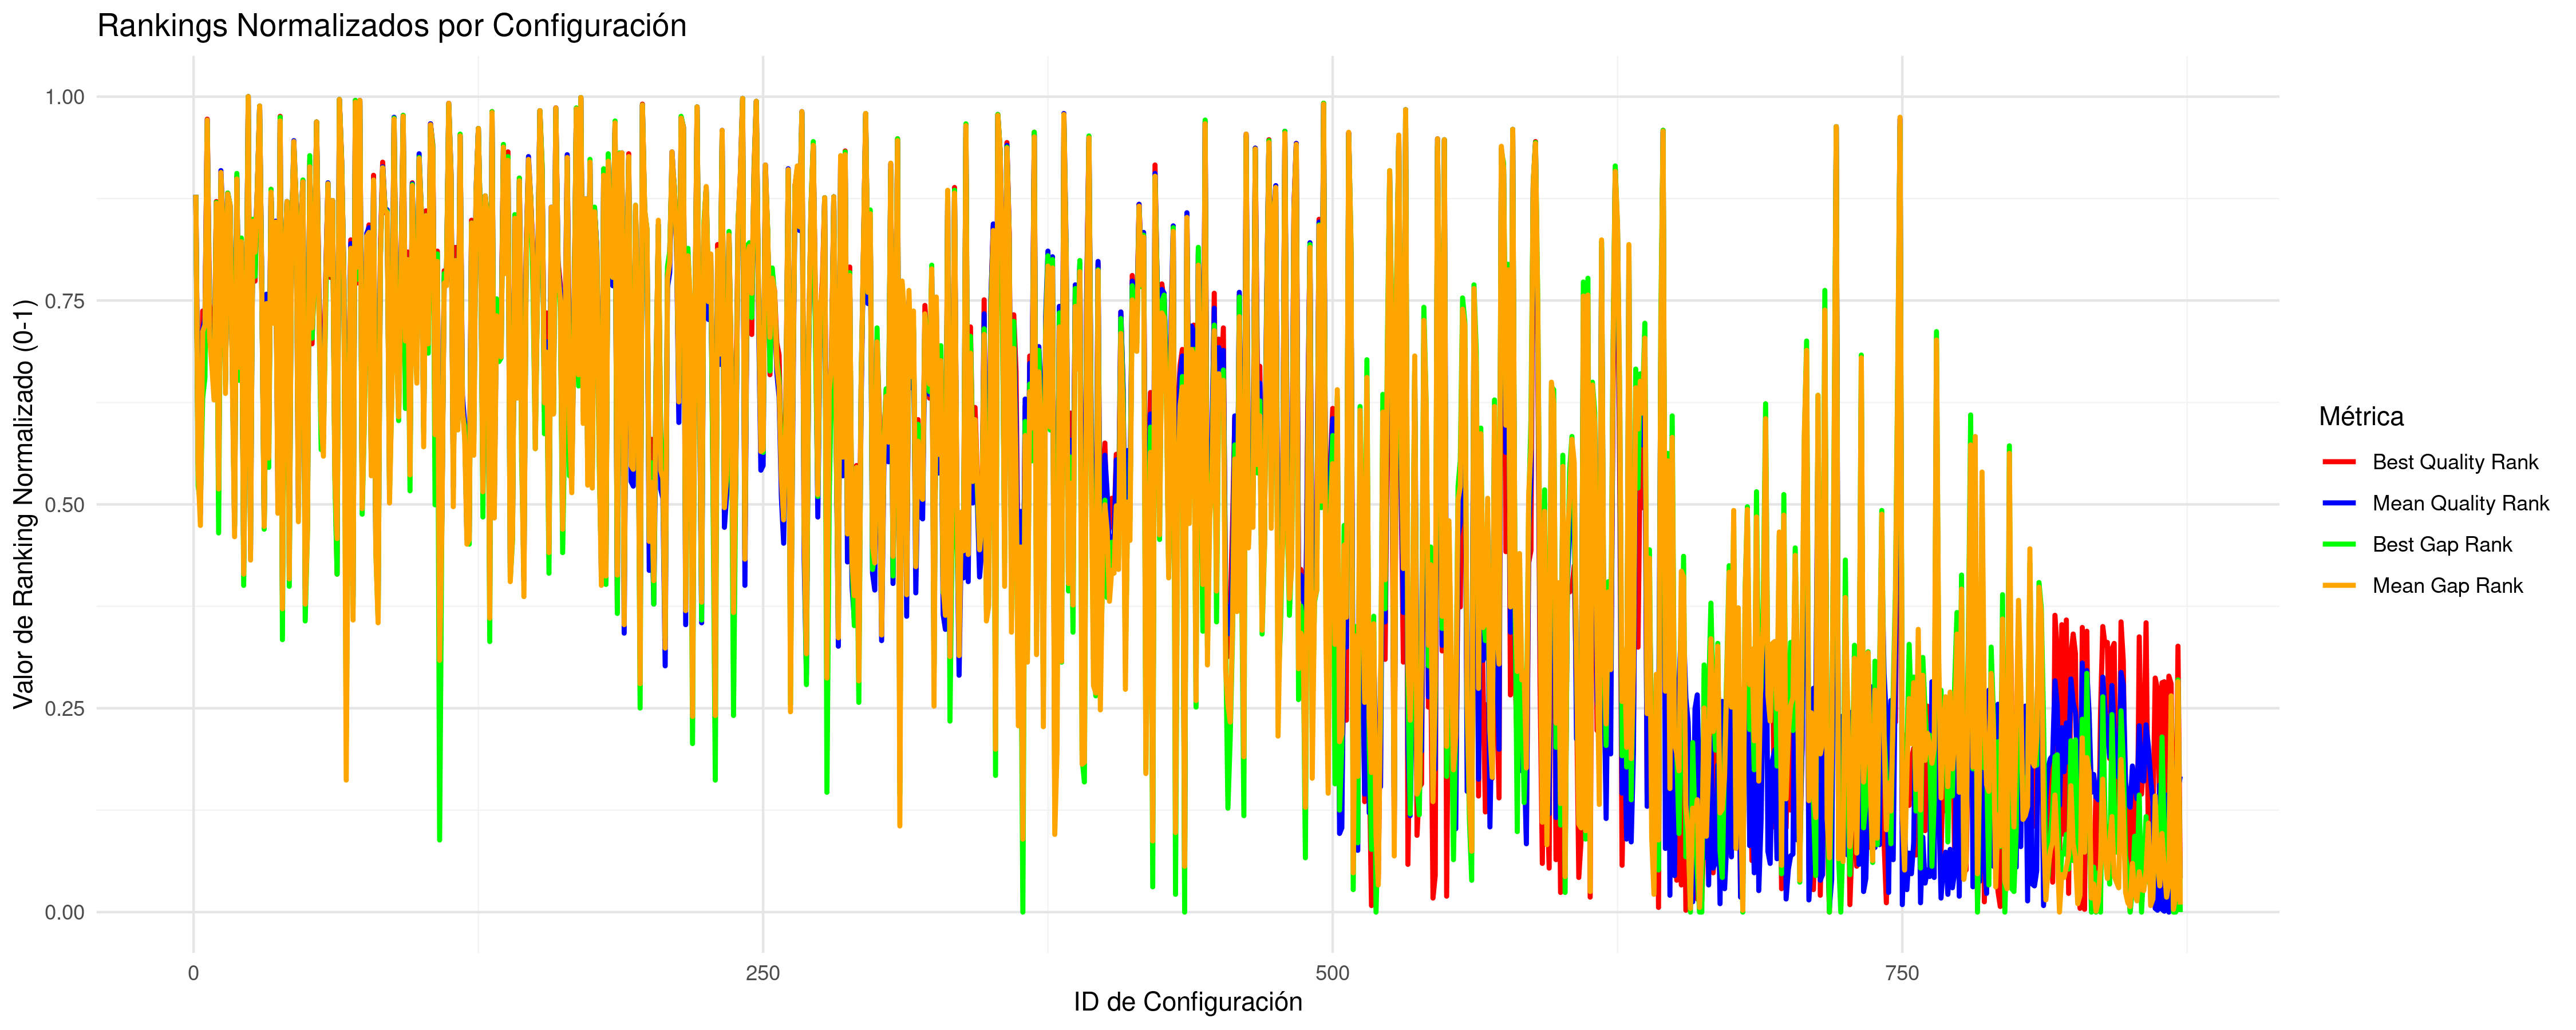 Rankings Normalizados por Configuración
Valor de Ranking Normalizado (0-1)
1.00
0.75
0.50
0.25
0.00
0
250
500
750
ID de Configuración
Métrica
Best Quality Rank
Mean Quality Rank
Best Gap Rank
Mean Gap Rank